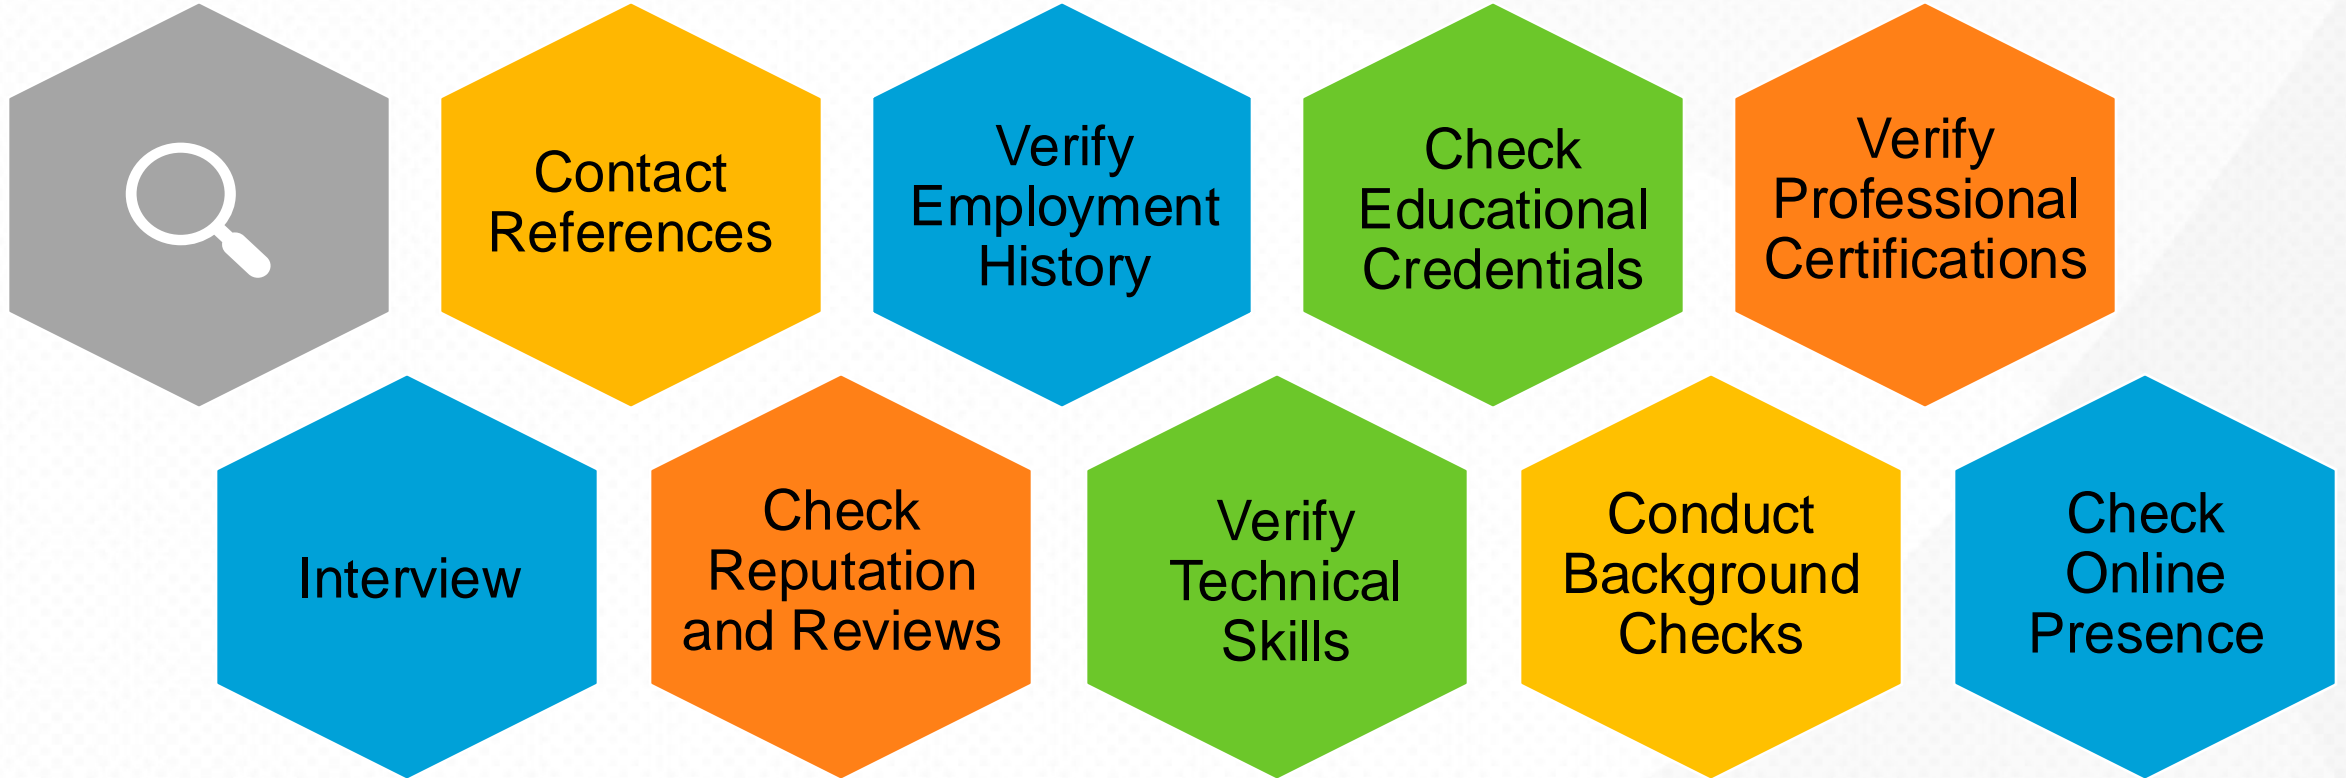 Contact
References
Verify
Employment
History
Check
Educational
Credentials
Verify
Professional
Certifications
Interview
Check
Reputation
and Reviews
Verify
Technical
Skills
Conduct
Background
Checks
Check
Online
Presence